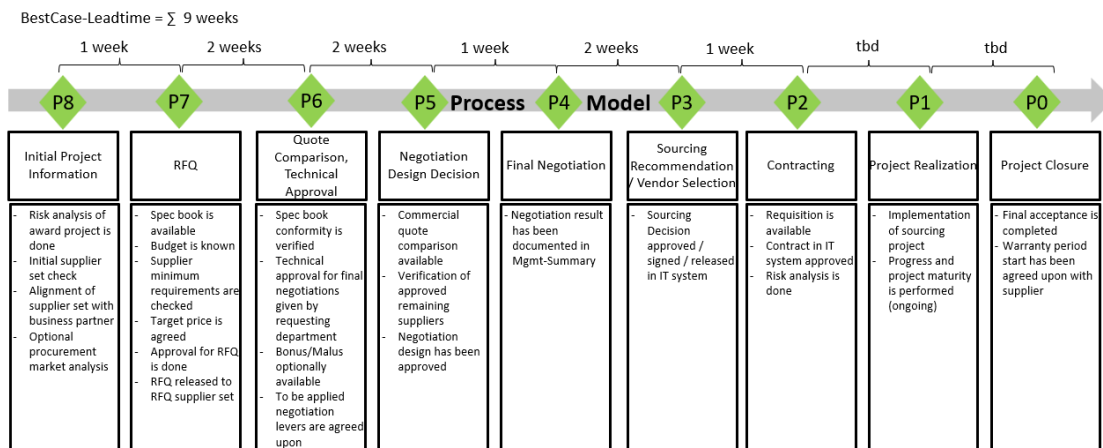 BestCase-Leadtime = ∑ 9 weeks
1 week
2 weeks
2 weeks
1 week
2 weeks
1 week
tbd
tbd
P8
P7
P6
P5
Process
P4
Model
P3
P2
P1
P0
Initial Project
Information
RFQ
Quote
Comparison,
Technical
Approval
Negotiation
Design Decision
Final Negotiation
Sourcing
Recommendation
/ Vendor Selection
Contracting
Project Realization
Project Closure
- Risk analysis of
award project is
done
- Initial supplier
set check
- Alignment of
supplier set with
business partner
- Optional
procurement
market analysis
- Spec book is
available
- Budget is known
- Supplier
minimum
requirements are
checked
- Target price is
agreed
- Approval for RFQ
is done
- RFQ released to
RFQ supplier set
- Spec book
conformity is
verified
- Technical
approval for final
negotiations
given by
requesting
department
- Bonus/Malus
optionally
available
- To be applied
negotiation
levers are agreed
upon
- Commercial
quote
comparison
available
- Verification of
approved
remaining
suppliers
- Negotiation
design has been
approved
- Negotiation result
has been
documented in
Mgmt-Summary
- Sourcing
Decision
approved /
signed / released
in IT system
- Requisition is
available
- Contract in IT
system approved
- Risk analysis is
done
- Implementation
of sourcing
project
- Progress and
project maturity
is performed
(ongoing)
- Final acceptance is
completed
- Warranty period
start has been
agreed upon with
supplier